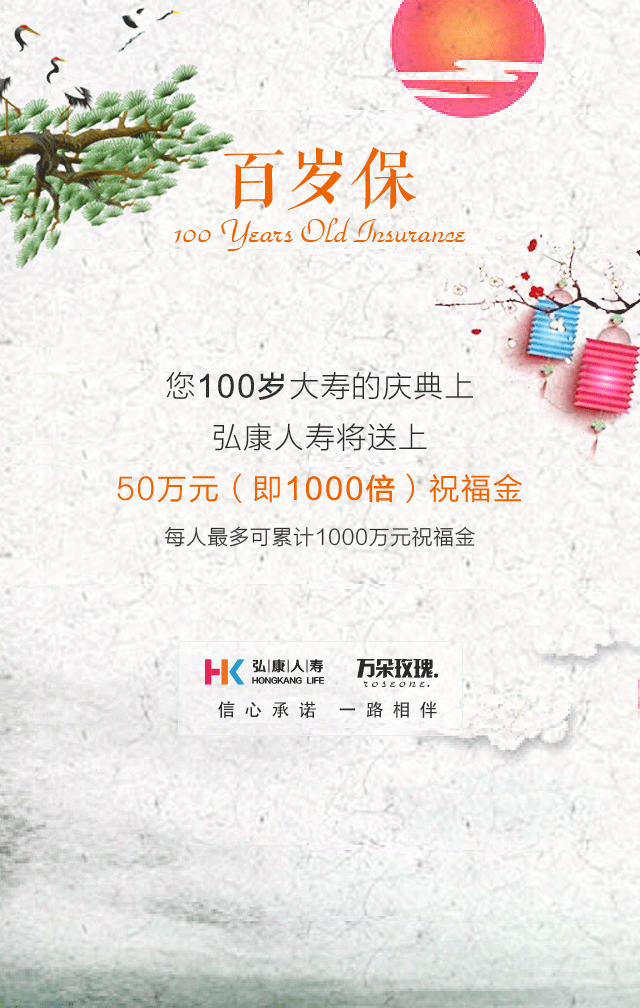 百岁保
100 Years Old Insurance
您100岁大寿的庆典上
弘康人寿将送上
50万元（即1000倍）祝福金
每人最多可累计1000万元祝福金
HK 弘|康|人|寿 万朵玫瑰.
HONGKANG LIFE roseone.
信心承诺 一路相伴